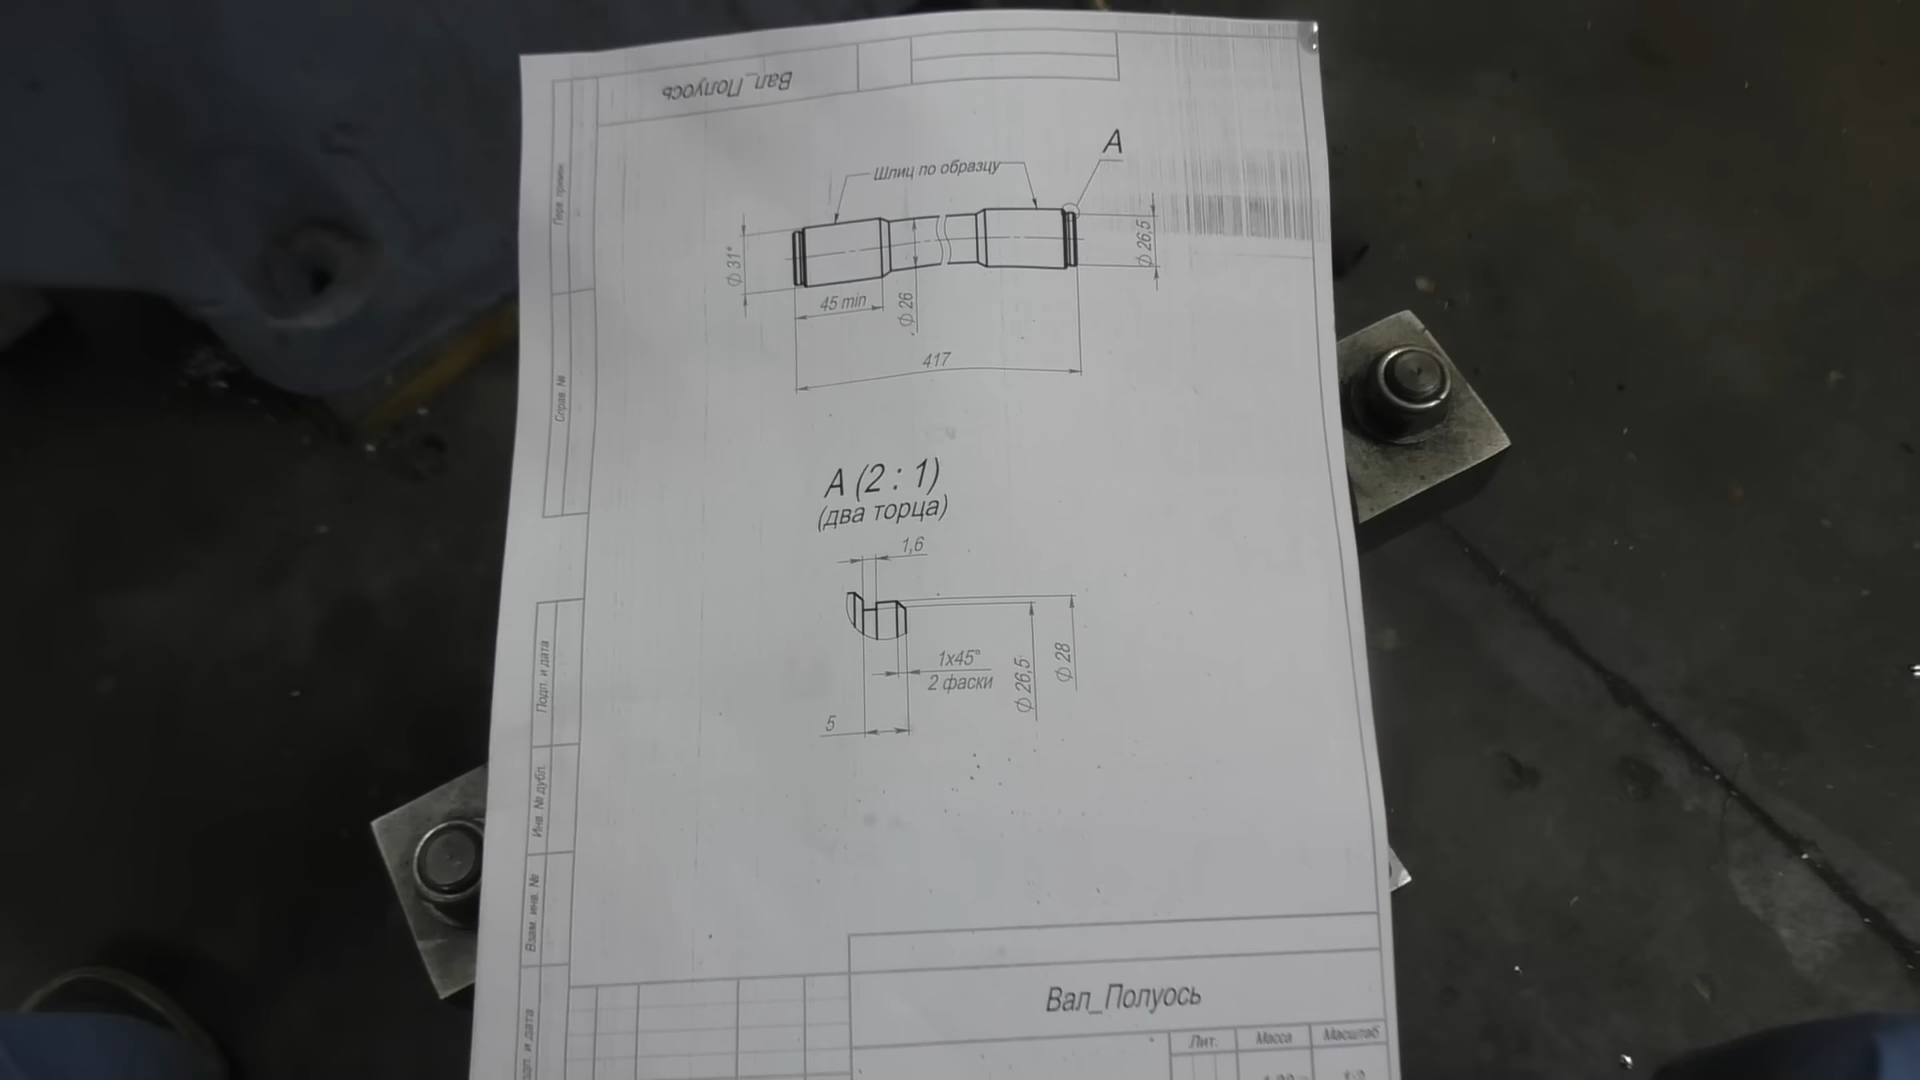 Вал_Полуось
Перв. примен.
Справ. №
Подп. и дата
Инв. № дубл.
Взам. инв. №
и дата
А
Шлиц по образцу
Ф 31*
45 min
Ф 26
Ф 26,5
417
А (2 : 1)
(два торца)
1,6
1x45°
2 фаски
Ф 26,5
Ф 28
5
Вал_Полуось
Лит.
Масса
Масштаб